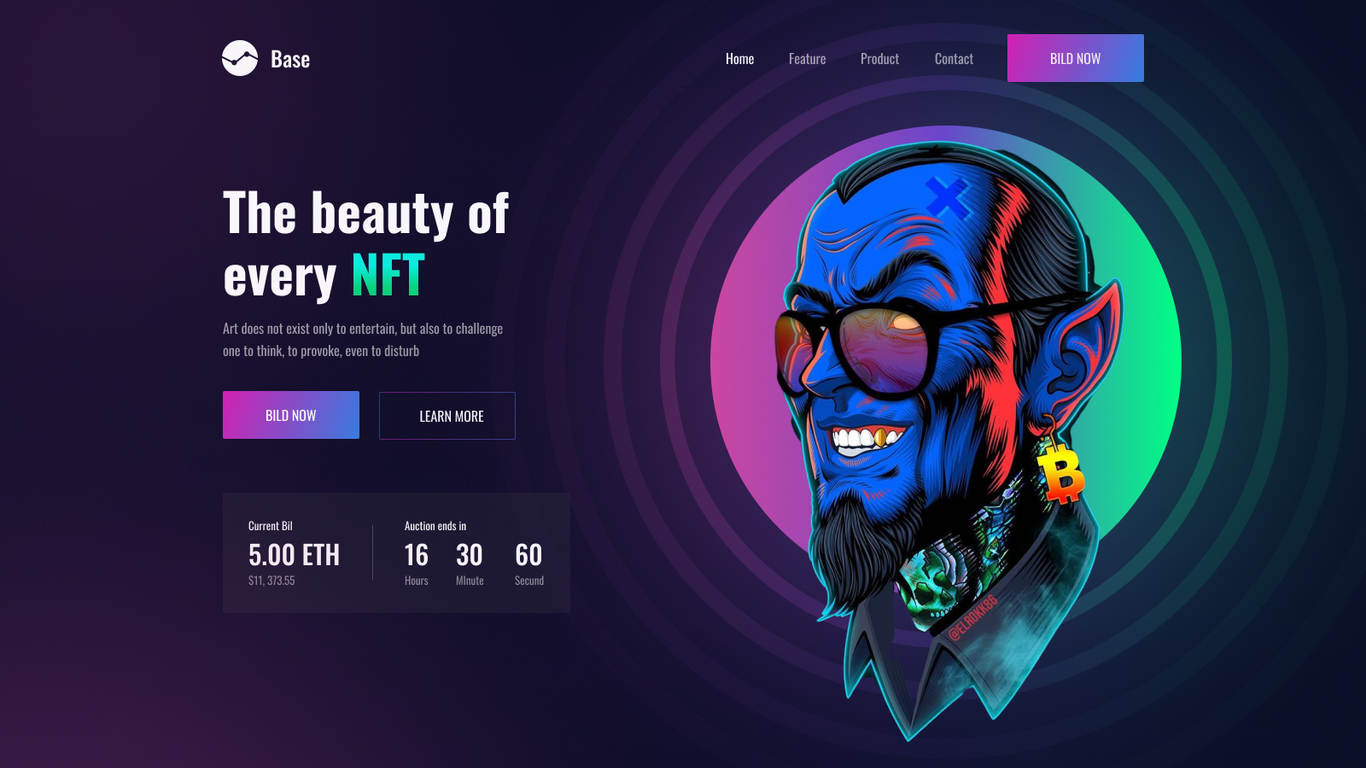 Base
Home Feature Product Contact BILD NOW
The beauty of
every NFT
Art does not exist only to entertain, but also to challenge
one to think, to provoke, even to disturb
BILD NOW LEARN MORE
Current Bil Auction ends in
5.00 ETH 16 30 60
$11, 373.55 Hours MInute Secund
@ELROKK86